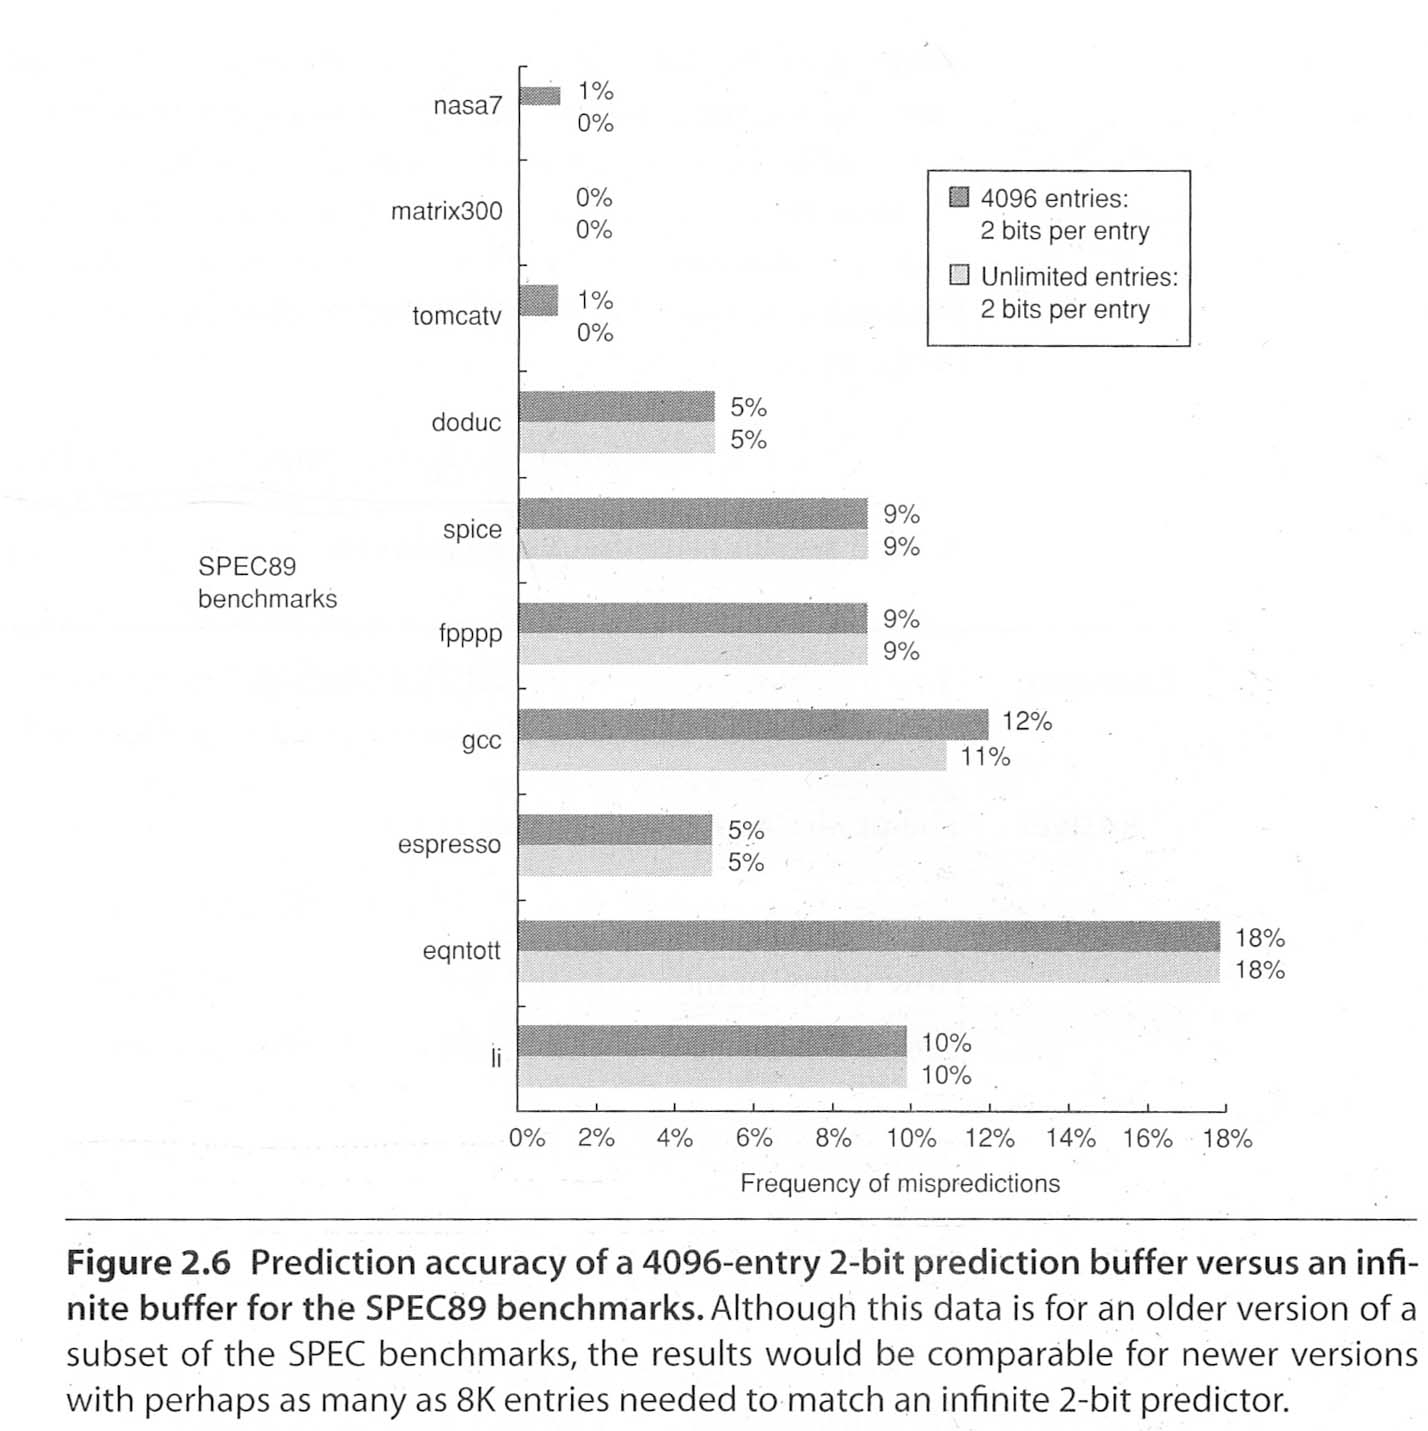 nasa7
1%
0%
matrix300
0%
0%
4096 entries:
2 bits per entry
Unlimited entries:
2 bits per entry
tomcatv
1%
0%
doduc
5%
5%
spice
9%
9%
SPEC89
benchmarks
fpppp
9%
9%
gcc
12%
11%
espresso
5%
5%
eqntott
18%
18%
li
10%
10%
0% 2% 4% 6% 8% 10% 12% 14% 16% 18%
Frequency of mispredictions
Figure 2.6 Prediction accuracy of a 4096-entry 2-bit prediction buffer versus an infi-
nite buffer for the SPEC89 benchmarks. Although this data is for an older version of a
subset of the SPEC benchmarks, the results would be comparable for newer versions
with perhaps as many as 8K entries needed to match an infinite 2-bit predictor.